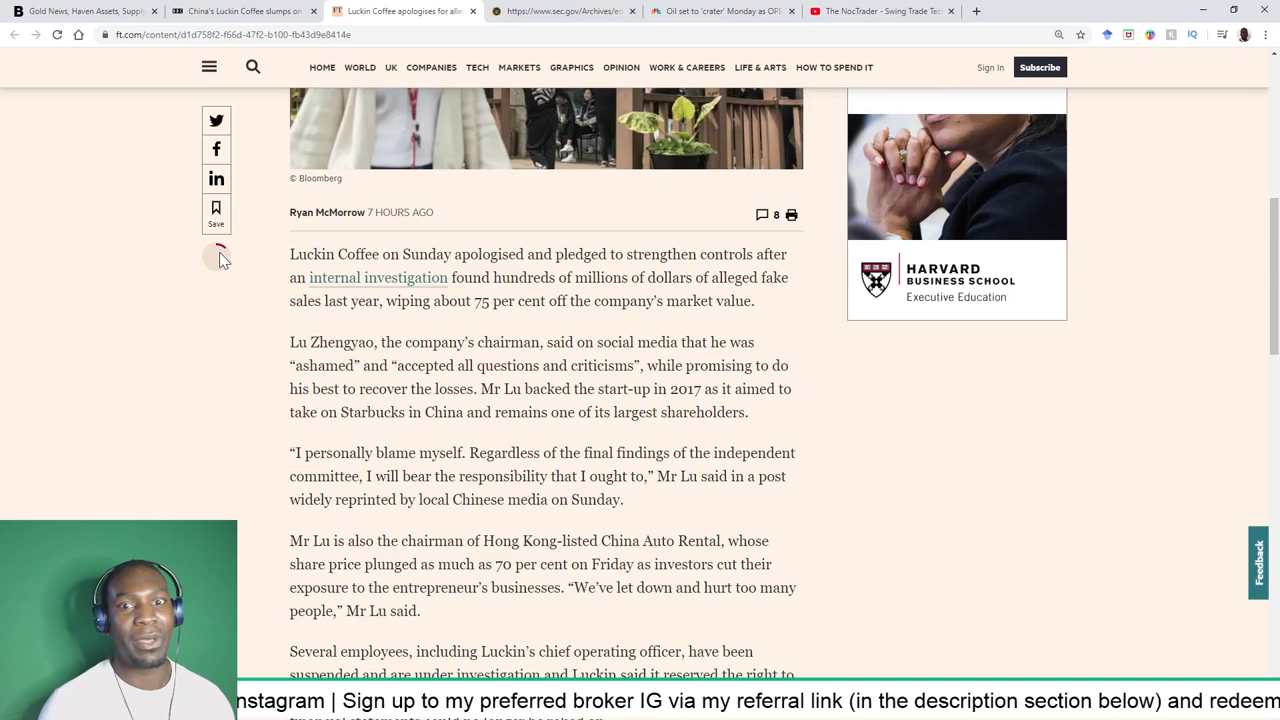 Gold News, Haven Assets, Supply
China's Luckin Coffee slumps on
Luckin Coffee apologises for alle
https://www.sec.gov/Archives/ed
Oil set to 'crater' Monday as OPE
The NocTrader - Swing Trade Tec
ft.com/content/d1d758f2-f66d-47f2-b100-fb43d9e8414e
HOME WORLD UK COMPANIES TECH MARKETS GRAPHICS OPINION WORK & CAREERS LIFE & ARTS HOW TO SPEND IT
Sign In
Subscribe
Save
© Bloomberg
Ryan McMorrow 7 HOURS AGO
8
Luckin Coffee on Sunday apologised and pledged to strengthen controls after
an internal investigation found hundreds of millions of dollars of alleged fake
sales last year, wiping about 75 per cent off the company's market value.
Lu Zhengyao, the company's chairman, said on social media that he was
“ashamed” and “accepted all questions and criticisms”, while promising to do
his best to recover the losses. Mr Lu backed the start-up in 2017 as it aimed to
take on Starbucks in China and remains one of its largest shareholders.
“I personally blame myself. Regardless of the final findings of the independent
committee, I will bear the responsibility that I ought to,” Mr Lu said in a post
widely reprinted by local Chinese media on Sunday.
Mr Lu is also the chairman of Hong Kong-listed China Auto Rental, whose
share price plunged as much as 70 per cent on Friday as investors cut their
exposure to the entrepreneur's businesses. “We've let down and hurt too many
people,” Mr Lu said.
Several employees, including Luckin's chief operating officer, have been
suspended and are under investigation and Luckin said it reserved the right to
HARVARD
BUSINESS SCHOOL
Executive Education
Feedback
nstagram | Sign up to my preferred broker IG via my referral link (in the description section below) and redeem